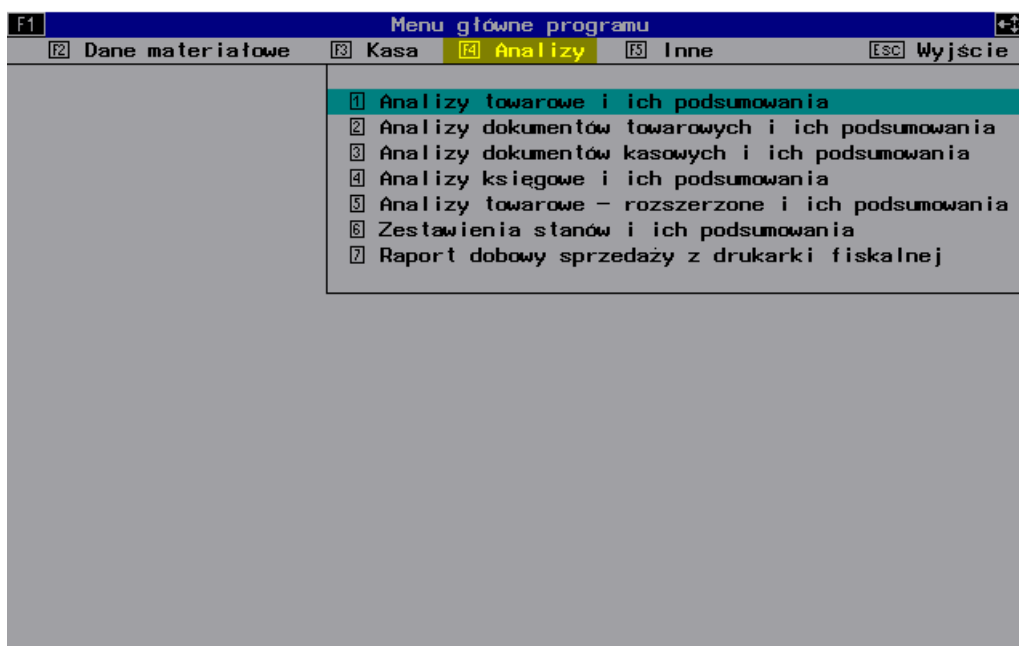 F1 Menu główne programu
F2 Dane materiałowe F3 Kasa F4 Analizy F5 Inne ESC Wyjście
1 Analizy towarowe i ich podsumowania
2 Analizy dokumentów towarowych i ich podsumowania
3 Analizy dokumentów kasowych i ich podsumowania
4 Analizy księgowe i ich podsumowania
5 Analizy towarowe – rozszerzone i ich podsumowania
6 Zestawienia stanów i ich podsumowania
7 Raport dobowy sprzedaży z drukarki fiskalnej